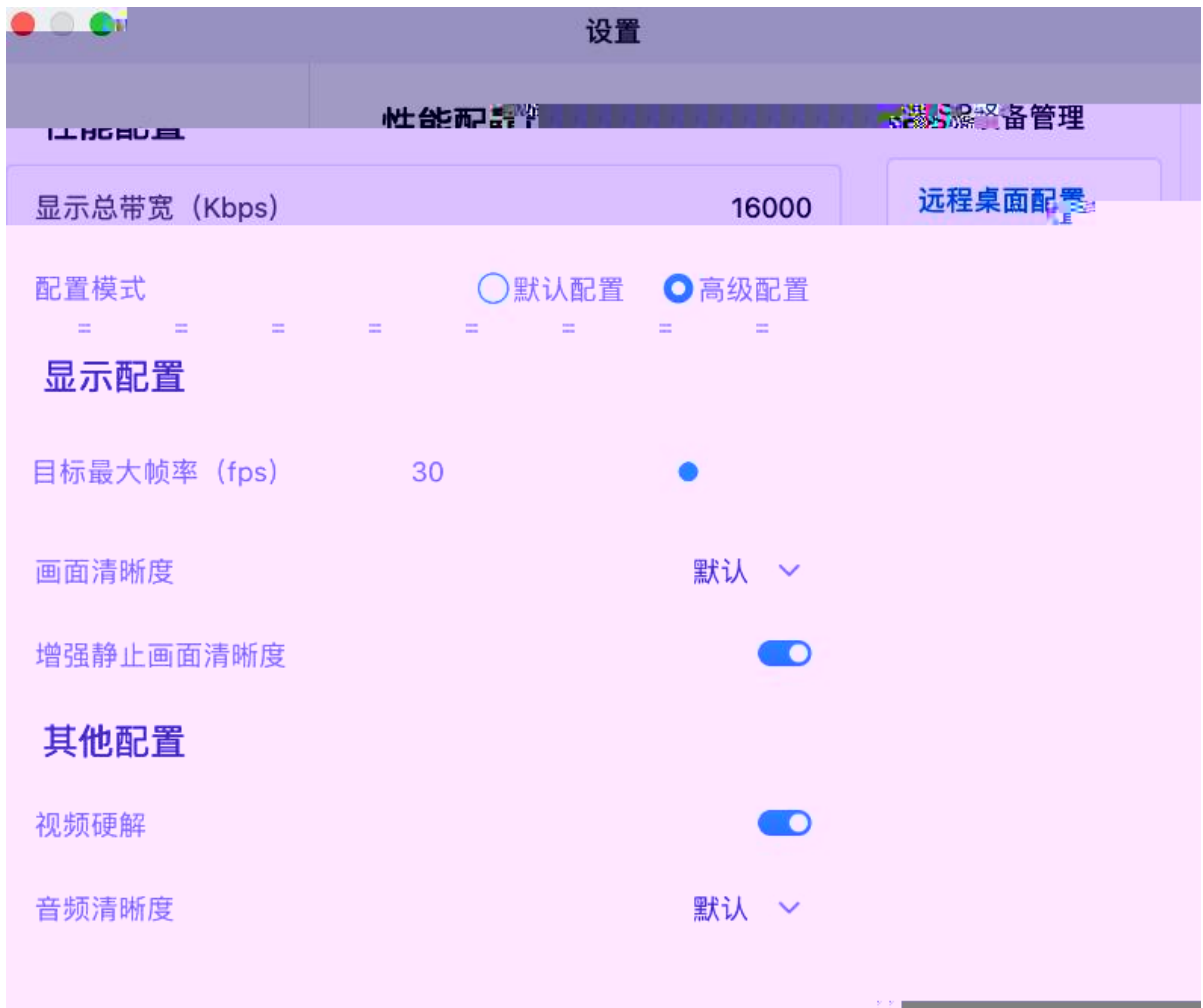 设置
性能配置
备管理
性能配置
显示总带宽（Kbps） 16000
远程桌面配置
配置模式 默认配置 高级配置
= = = = = = = =
显示配置
目标最大帧率（fps） 30
画面清晰度 默认
增强静止画面清晰度
其他配置
视频硬解
音频清晰度 默认